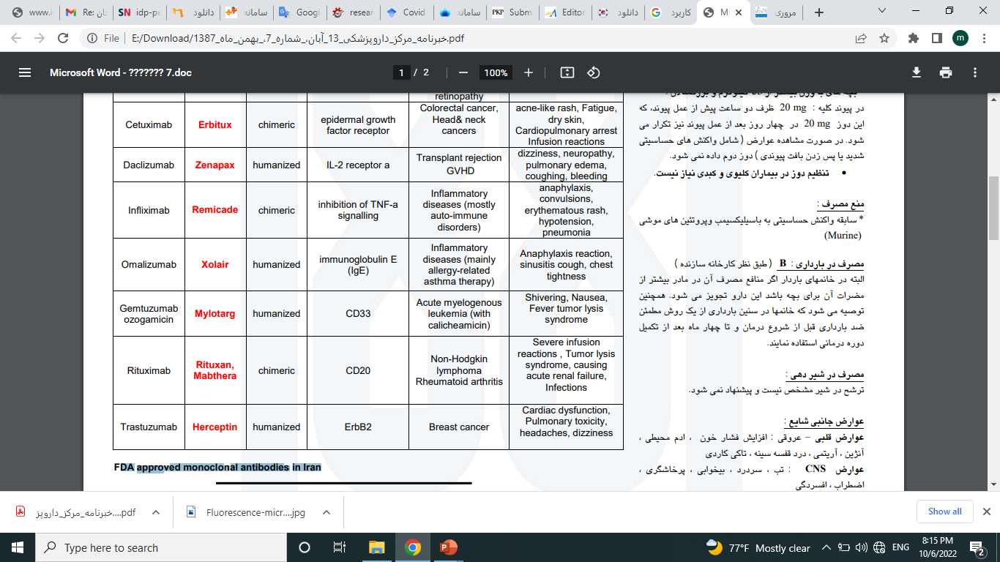 www.i
Re: نان
idp-pe
دانلود
سامانه
Googl
resear
Covid
سامانه
PKP Subm
Editor
دانلود
کاربرد
Mi
مروری
File E:/Download/1387_خبرنامه_مرکز_داروپزشکی_13_آبان،_شماره_7،_بهمن_ماه.pdf
m
Microsoft Word - ??????? 7.doc
1 / 2
100%
retinopathy
Cetuximab Erbitux chimeric epidermal growth factor receptor Colorectal cancer, Head& neck cancers acne-like rash, Fatigue, dry skin, Cardiopulmonary arrest Infusion reactions
Daclizumab Zenapax humanized IL-2 receptor a Transplant rejection GVHD dizziness, neuropathy, pulmonary edema, coughing, bleeding
Infliximab Remicade chimeric inhibition of TNF-a signalling Inflammatory diseases (mostly auto-immune disorders) anaphylaxis, convulsions, erythematous rash, hypotension, pneumonia
Omalizumab Xolair humanized immunoglobulin E (IgE) Inflammatory diseases (mainly allergy-related asthma therapy) Anaphylaxis reaction, sinusitis cough, chest tightness
Gemtuzumab ozogamicin Mylotarg humanized CD33 Acute myelogenous leukemia (with calicheamicin) Shivering, Nausea, Fever tumor lysis syndrome
Rituximab Rituxan, Mabthera chimeric CD20 Non-Hodgkin lymphoma Rheumatoid arthritis Severe infusion reactions , Tumor lysis syndrome, causing acute renal failure, Infections
Trastuzumab Herceptin humanized ErbB2 Breast cancer Cardiac dysfunction, Pulmonary toxicity, headaches, dizziness
FDA approved monoclonal antibodies in Iran
در پیوند کلیه : 20 mg ظرف دو ساعت پیش از عمل پیوند، که
این دوز 20 mg در چهار روز بعد از عمل پیوند نیز تکرار می
شود. در صورت مشاهده عوارض ( شامل واکنش های حساسیتی
شدید یا پس زدن بافت پیوندی ) دوز دوم داده نمی شود.
• تنظیم دوز در بیماران کلیوی و کبدی نیاز نیست.
منع مصرف :
* سابقه واکنش حساسیتی به باسیلیکسیمب وپروتئین های موشی
(Murine)
مصرف در بارداری : B ( طبق نظر کارخانه سازنده )
البته در خانمهای باردار اگر منافع مصرف آن در مادر بیشتر از
مضرات آن برای بچه باشد این دارو تجویز می شود. همچنین
توصیه می شود که خانمها در سنین بارداری از یک روش مطمئن
ضد بارداری قبل از شروع درمان و تا چهار ماه بعد از تکمیل
دوره درمانی استفاده نمایند.
مصرف در شیر دهی :
ترشح در شیر مشخص نیست و پیشنهاد نمی شود.
عوارض جانبی شایع :
عوارض قلبی – عروقی : افزایش فشار خون ، ادم محیطی ،
آنژین ، آریتمی ، درد قفسه سینه ، تاکی کاردی
عوارض CNS : تب ، سردرد ، بیخوابی ، پرخاشگری ،
اضطراب ، افسردگی
خبرنامه_مرکز_داروپز....pdf
Fluorescence-micr....jpg
Show all
Type here to search
77°F Mostly clear
ENG
8:15 PM
10/6/2022
2